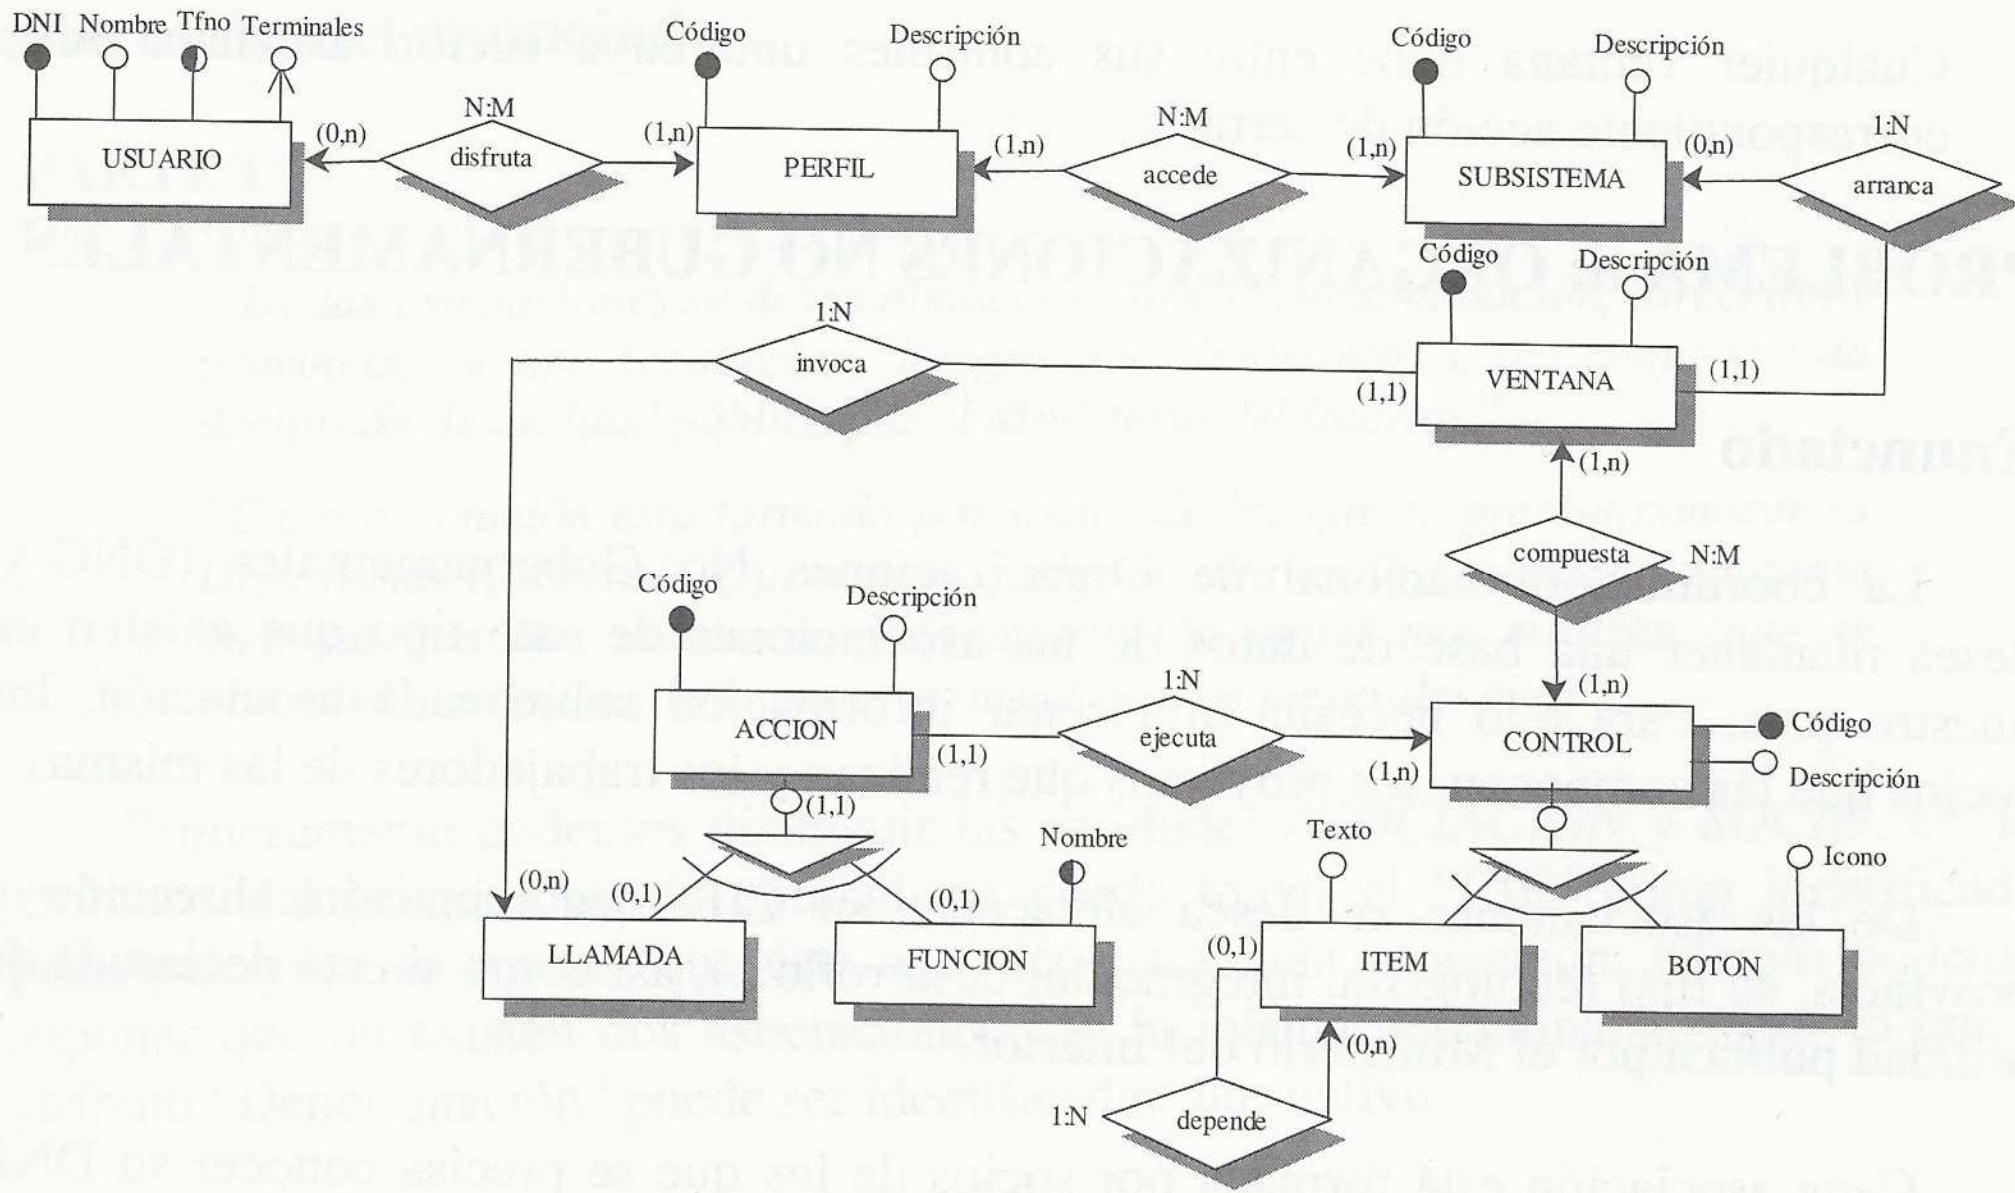 DNI Nombre Tfno Terminales
Código Descripción
Código Descripción
N:M N:M 1:N
USUARIO (0,n) disfruta (1,n) PERFIL (1,n) accede (1,n) SUBSISTEMA (0,n) arranca
Código Descripción
1:N
invoca (1,1) VENTANA (1,1)
(1,n)
compuesta N:M
Código Descripción
(1,n)
1:N
ACCION (1,1) ejecuta (1,n) CONTROL Código
Descripción
(1,1)
Nombre Texto Icono
(0,n) (0,1) (0,1)
LLAMADA FUNCION (0,1) ITEM BOTON
(0,n)
1:N depende